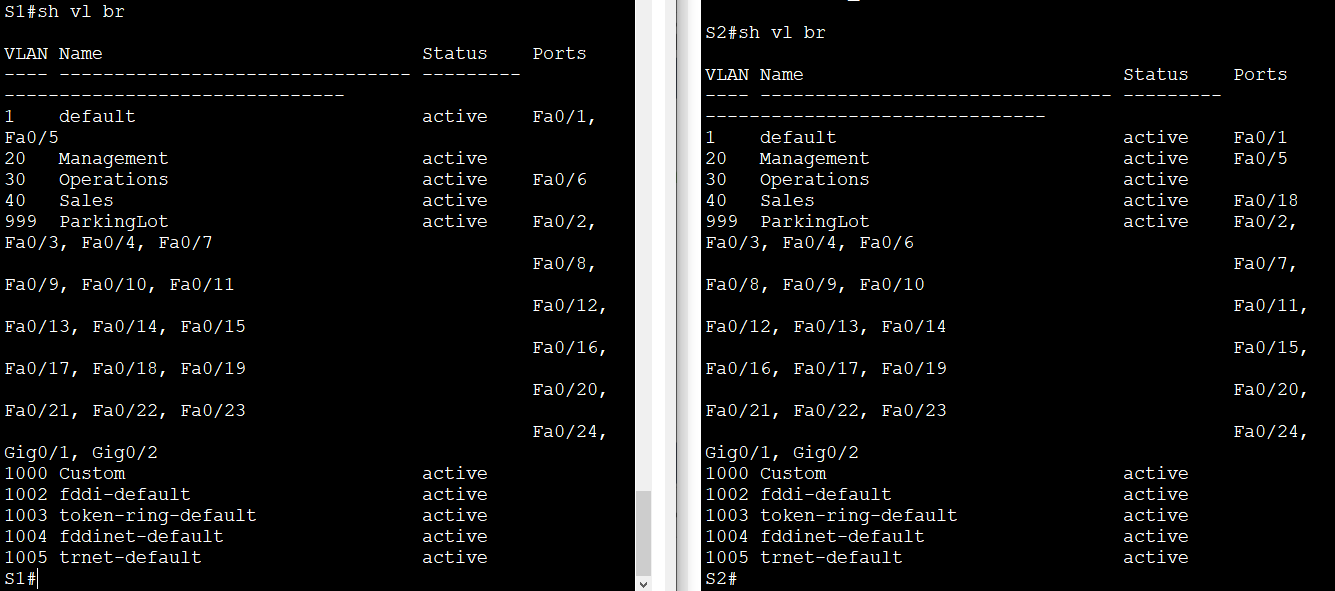 S1#sh vl br
VLAN Name Status Ports
---- -------------------------------- ---------
-------------------------------
1 default active Fa0/1,
Fa0/5
20 Management active
30 Operations active Fa0/6
40 Sales active
999 ParkingLot active Fa0/2,
Fa0/3, Fa0/4, Fa0/7
Fa0/8,
Fa0/9, Fa0/10, Fa0/11
Fa0/12,
Fa0/13, Fa0/14, Fa0/15
Fa0/16,
Fa0/17, Fa0/18, Fa0/19
Fa0/20,
Fa0/21, Fa0/22, Fa0/23
Fa0/24,
Gig0/1, Gig0/2
1000 Custom active
1002 fddi-default active
1003 token-ring-default active
1004 fddinet-default active
1005 trnet-default active
S1#
S2#sh vl br
VLAN Name Status Ports
---- -------------------------------- ---------
-------------------------------
1 default active Fa0/1
20 Management active Fa0/5
30 Operations active
40 Sales active Fa0/18
999 ParkingLot active Fa0/2,
Fa0/3, Fa0/4, Fa0/6
Fa0/7,
Fa0/8, Fa0/9, Fa0/10
Fa0/11,
Fa0/12, Fa0/13, Fa0/14
Fa0/15,
Fa0/16, Fa0/17, Fa0/19
Fa0/20,
Fa0/21, Fa0/22, Fa0/23
Fa0/24,
Gig0/1, Gig0/2
1000 Custom active
1002 fddi-default active
1003 token-ring-default active
1004 fddinet-default active
1005 trnet-default active
S2#